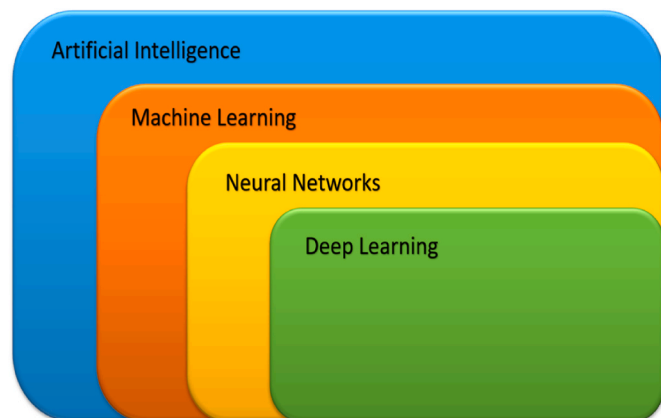 Artificial Intelligence
Machine Learning
Neural Networks
Deep Learning